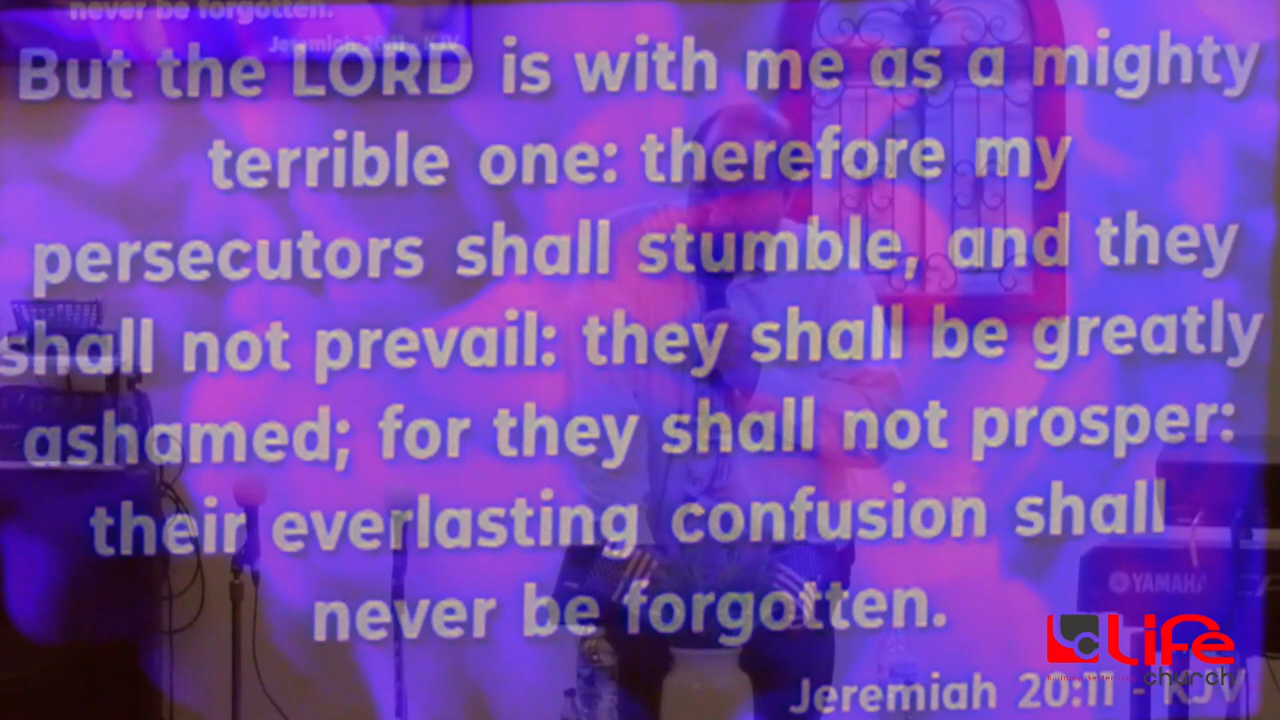 never be forgotten.
Jeremiah 20:11 - KJV
But the LORD is with me as a mighty
terrible one: therefore my
persecutors shall stumble, and they
shall not prevail: they shall be greatly
ashamed; for they shall not prosper:
their everlasting confusion shall
never be forgotten.
YAMAHA
Life
church
Jeremiah 20:11 - KJV